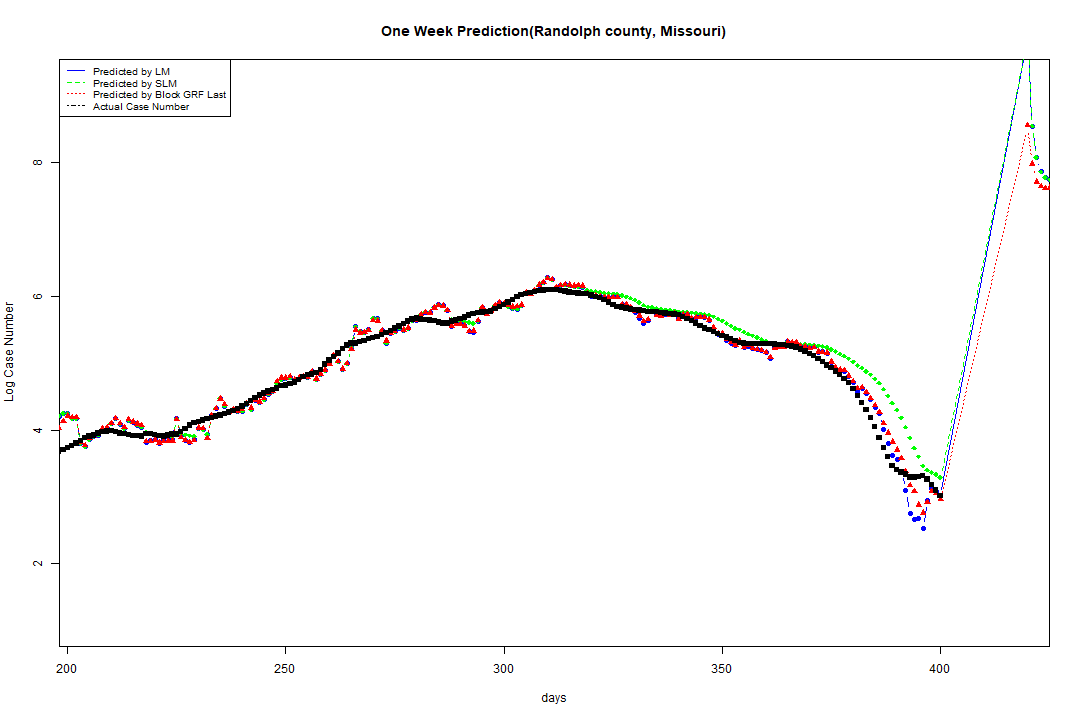 One Week Prediction(Randolph county, Missouri)
Predicted by LM
Predicted by SLM
Predicted by Block GRF Last
Actual Case Number
8
6
4
2
Log Case Number
200 250 300 350 400
days